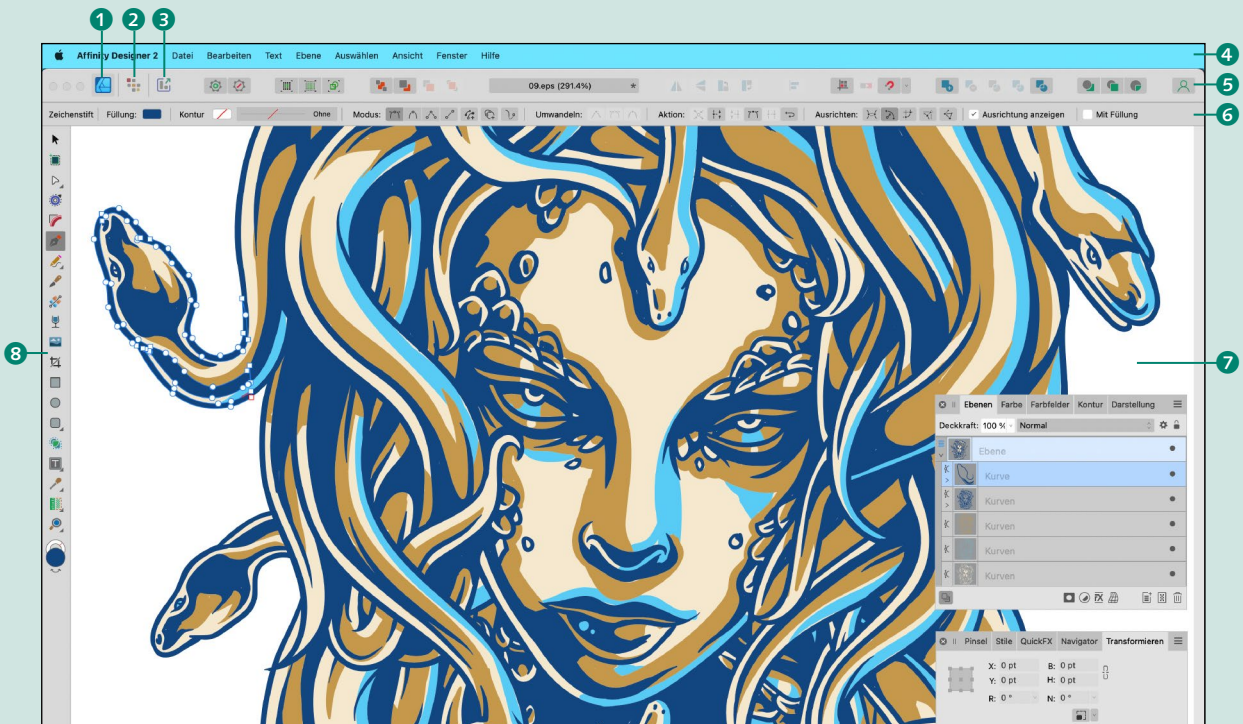 1 2 3
Affinity Designer 2 Datei Bearbeiten Text Ebene Auswählen Ansicht Fenster Hilfe 4
09.eps (291.4%) * 5
Zeichenstift Füllung: Kontur Ohne Modus: Umwandeln: Aktion: Ausrichten: Ausrichtung anzeigen Mit Füllung 6
7
8
Ebenen Farbe Farbfelder Kontur Darstellung
Deckkraft: 100 % Normal
Ebene
Kurve
Kurven
Kurven
Kurven
Kurven
Pinsel Stile QuickFX Navigator Transformieren
X: 0 pt B: 0 pt
Y: 0 pt H: 0 pt
R: 0 ° N: 0 °